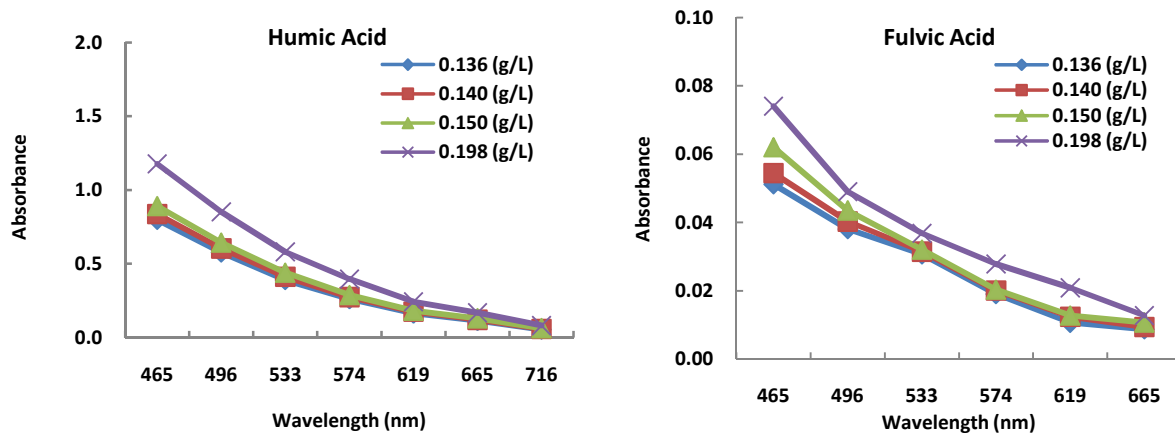 Humic Acid
0.136 (g/L)
0.140 (g/L)
0.150 (g/L)
0.198 (g/L)
2.0
1.5
1.0
0.5
0.0
Absorbance
465 496 533 574 619 665 716
Wavelength (nm)
Fulvic Acid
0.136 (g/L)
0.140 (g/L)
0.150 (g/L)
0.198 (g/L)
0.10
0.08
0.06
0.04
0.02
0.00
Absorbance
465 496 533 574 619 665
Wavelength (nm)